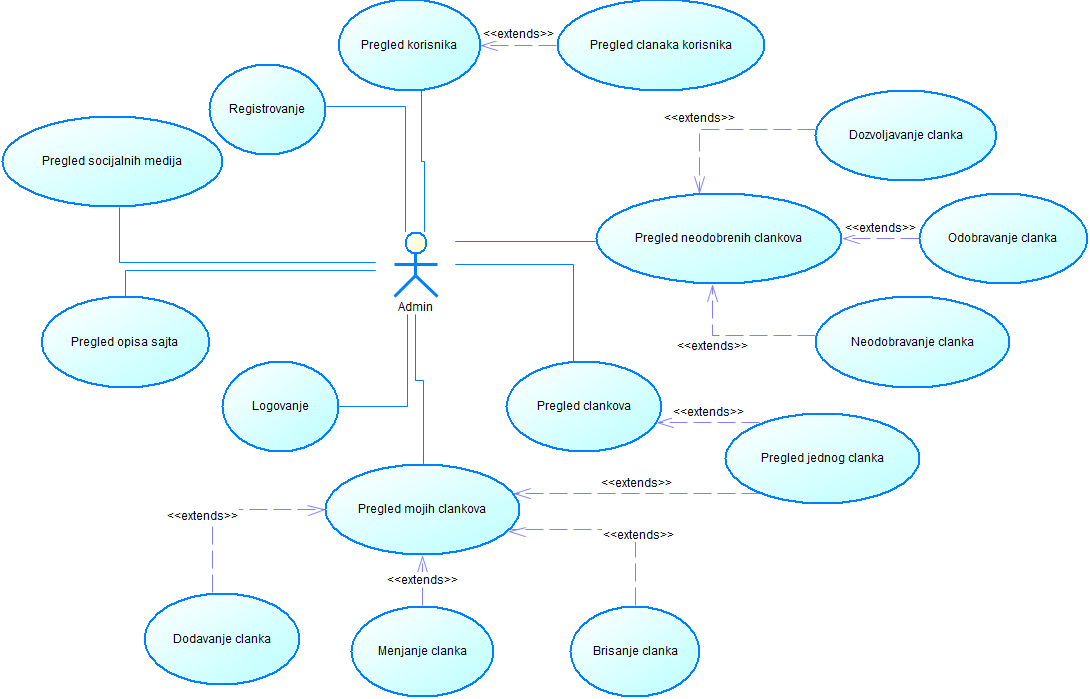 Pregled korisnika
<<extends>>
Pregled clanaka korisnika
Registrovanje
<<extends>>
Dozvoljavanje clanka
Pregled socijalnih medija
Pregled neodobrenih clankova
<<extends>>
Odobravanje clanka
Admin
Pregled opisa sajta
<<extends>>
Neodobravanje clanka
Logovanje
Pregled clankova
<<extends>>
Pregled jednog clanka
<<extends>>
Pregled mojih clankova
<<extends>>
<<extends>>
<<extends>>
Dodavanje clanka
Menjanje clanka
Brisanje clanka